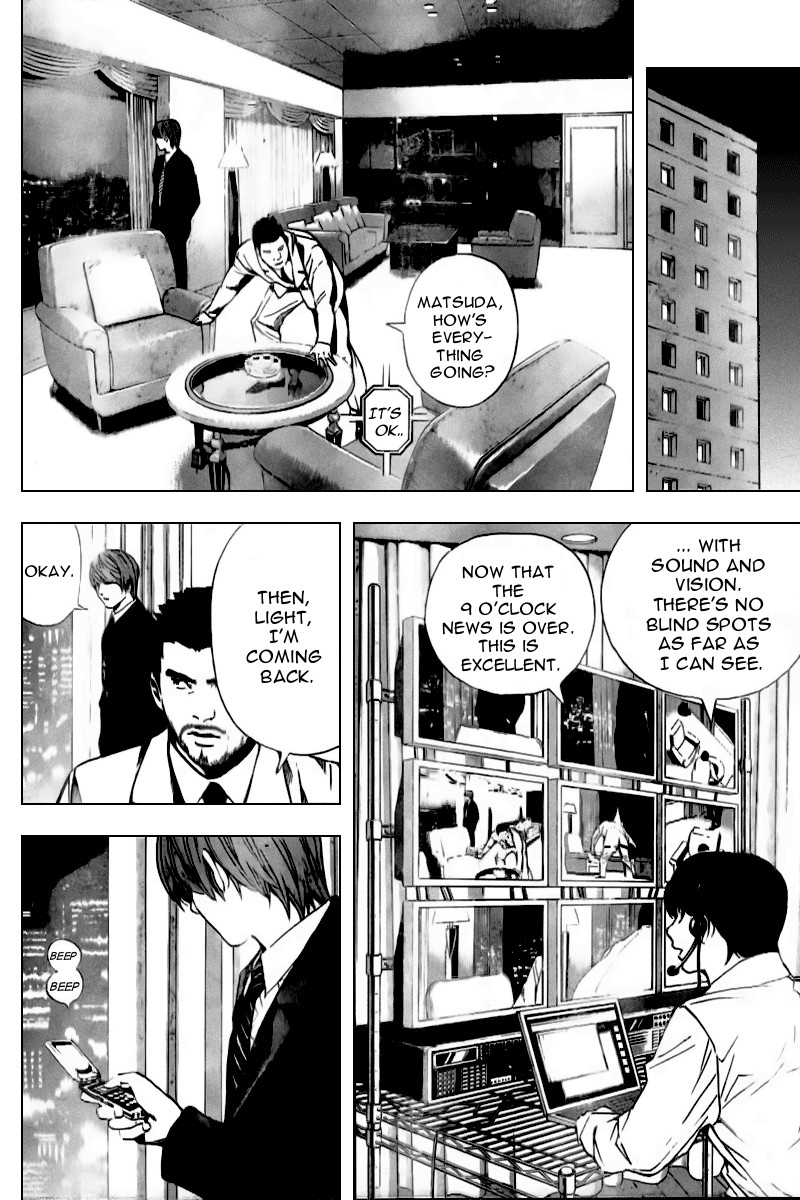 MATSUDA,
HOW'S
EVERY-
THING
GOING?
IT'S
OK..
OKAY.
THEN,
LIGHT,
I'M
COMING
BACK.
NOW THAT
THE
9 O'CLOCK
NEWS IS OVER.
THIS IS
EXCELLENT.
... WITH
SOUND AND
VISION.
THERE'S NO
BLIND SPOTS
AS FAR AS
I CAN SEE.
BEEP
BEEP